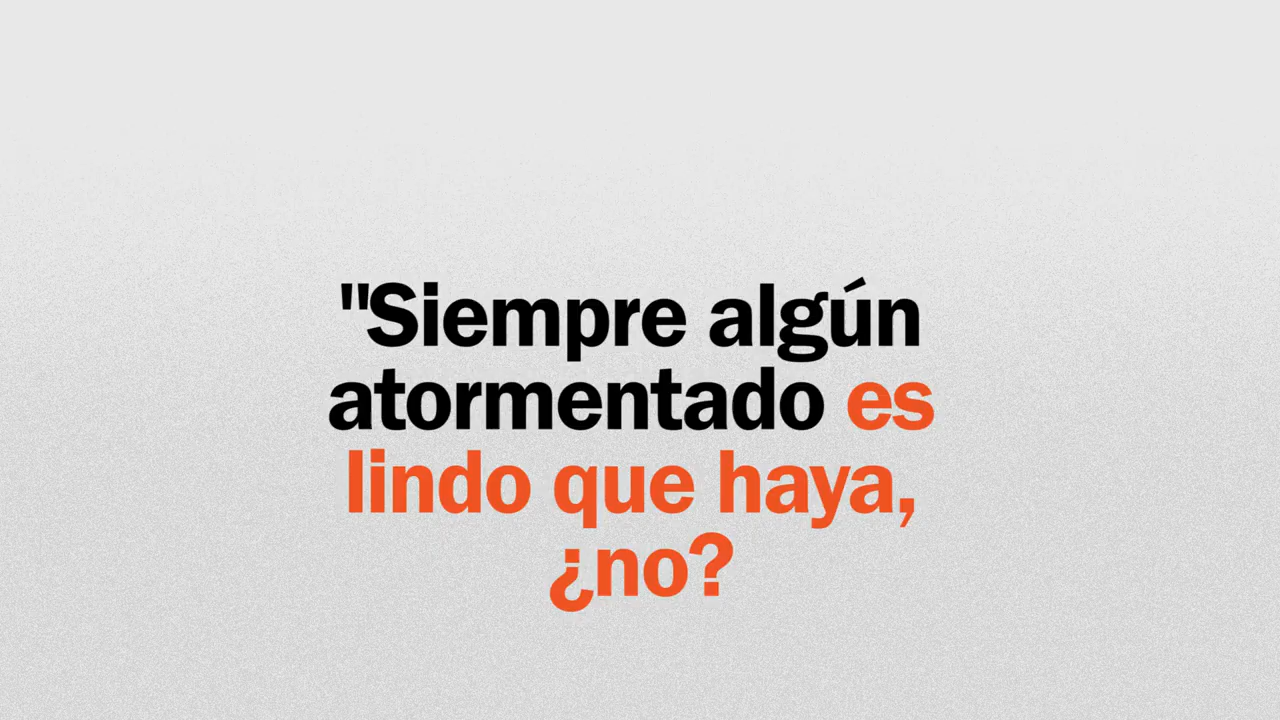 "Siempre algún
atormentado es
lindo que haya,
¿no?